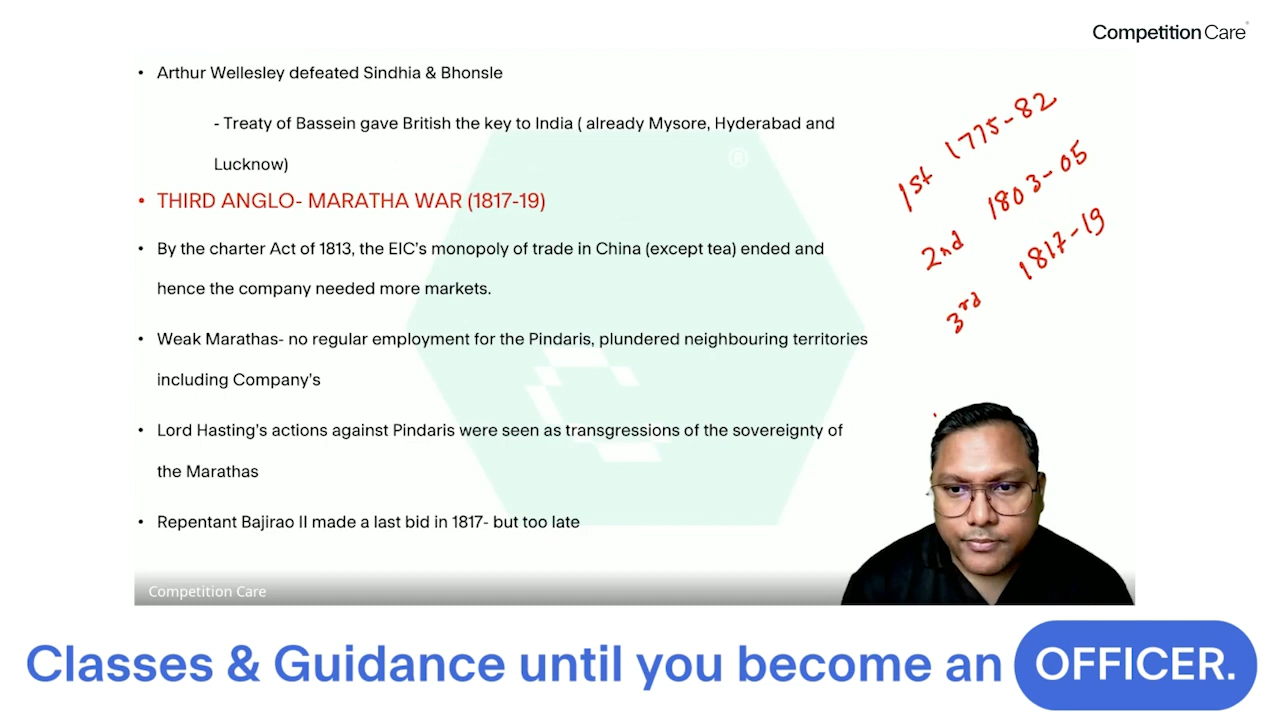 Competition Care
• Arthur Wellesley defeated Sindhia & Bhonsle
- Treaty of Bassein gave British the key to India ( already Mysore, Hyderabad and
Lucknow)
• THIRD ANGLO- MARATHA WAR (1817-19)
• By the charter Act of 1813, the EIC's monopoly of trade in China (except tea) ended and
hence the company needed more markets.
• Weak Marathas- no regular employment for the Pindaris, plundered neighbouring territories
including Company's
• Lord Hasting's actions against Pindaris were seen as transgressions of the sovereignty of
the Marathas
• Repentant Bajirao II made a last bid in 1817- but too late
1st 1775-82
2nd 1803-05
3rd 1817-19
®
Competition Care
Classes & Guidance until you become an OFFICER.